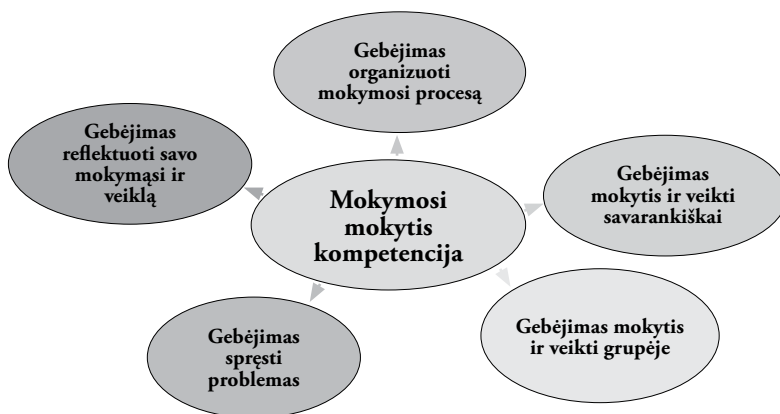 Gebėjimas
organizuoti
mokymosi procesą
Gebėjimas
reflektuoti savo
mokymąsi ir
veiklą
Gebėjimas
mokytis ir veikti
savarankiškai
Mokymosi
mokytis
kompetencija
Gebėjimas mokytis
ir veikti grupėje
Gebėjimas
spręsti
problemas